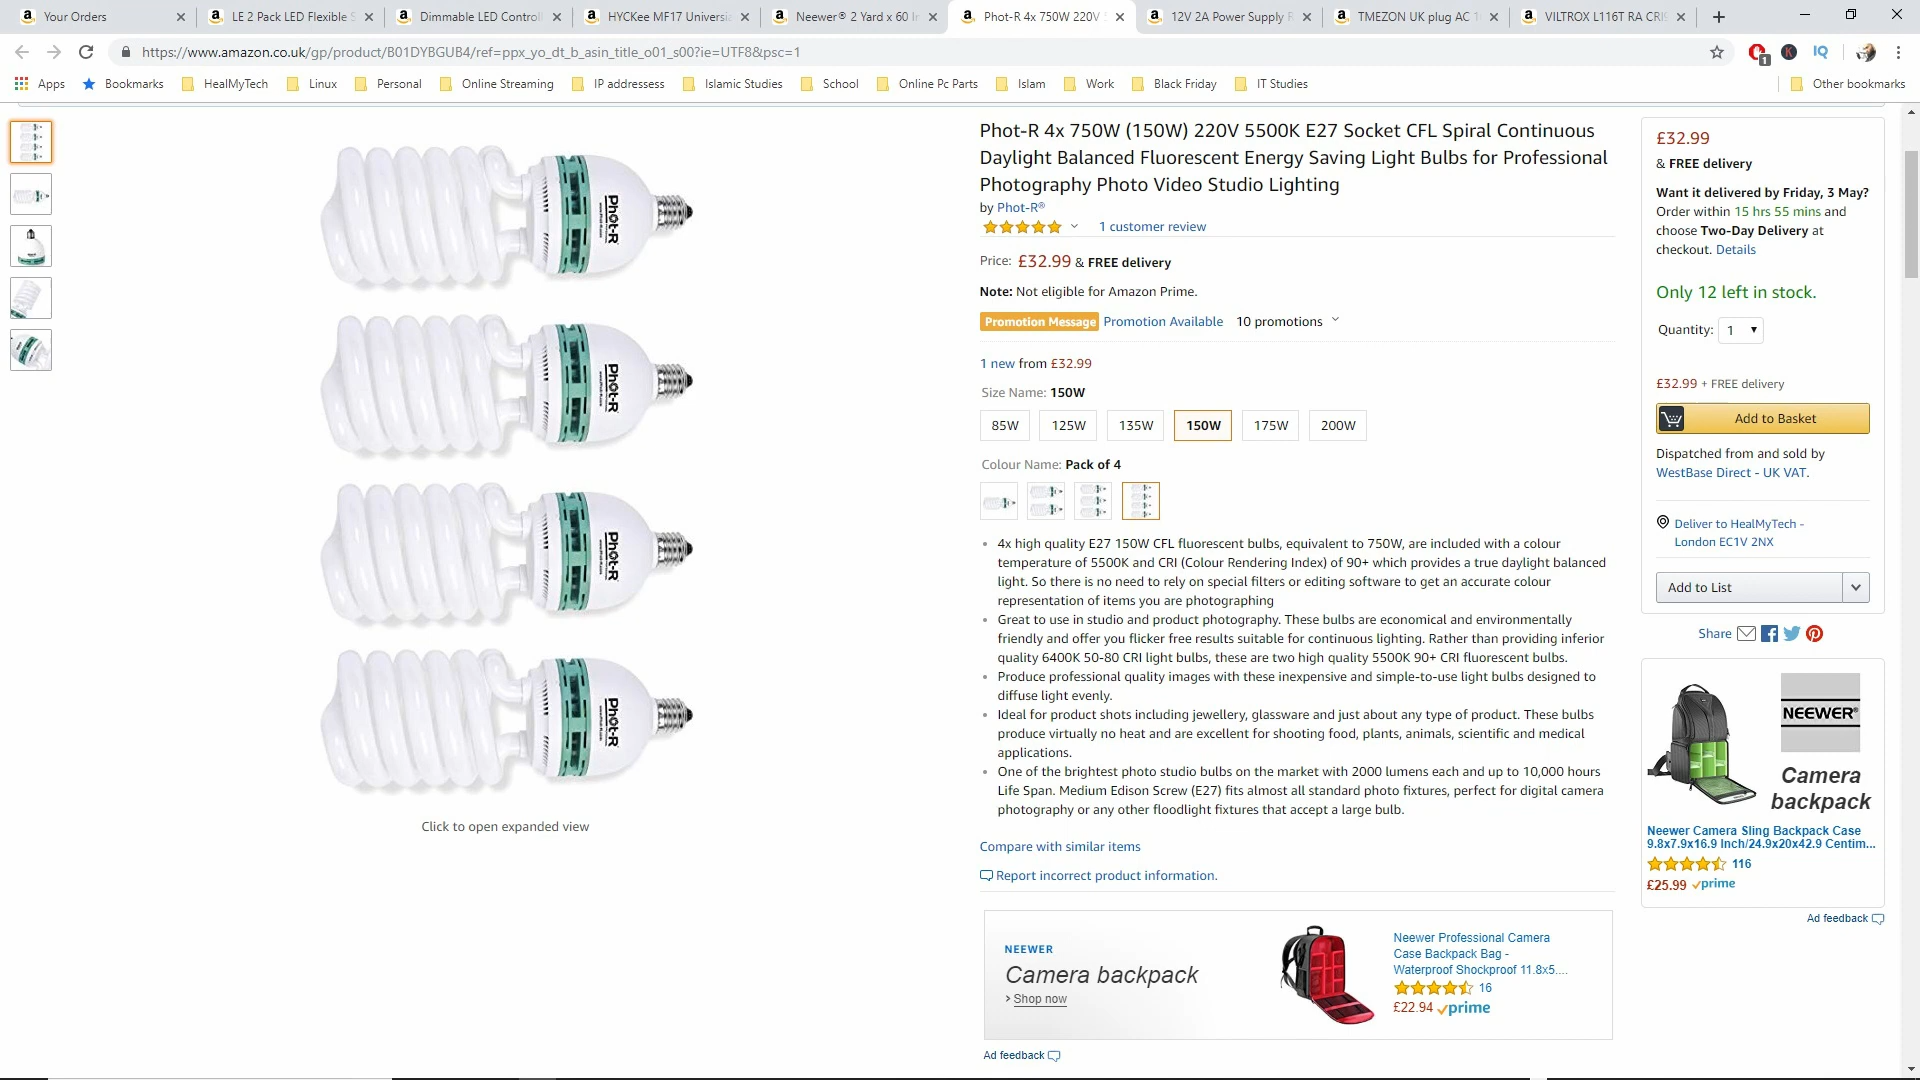 Your Orders
LE 2 Pack LED Flexible S
Dimmable LED Control
HYCKee MF17 Universa
Neewer® 2 Yard x 60 In
Phot-R 4x 750W 220V 5
12V 2A Power Supply
TMEZON UK plug AC 1
VILTROX L116T RA CRI9
https://www.amazon.co.uk/gp/product/B01DYBGUB4/ref=ppx_yo_dt_b_asin_title_o01_s00?ie=UTF8&psc=1
1
K
IQ
Apps
Bookmarks
HealMyTech
Linux
Personal
Online Streaming
IP addressess
Islamic Studies
School
Online Pc Parts
Islam
Work
Black Friday
IT Studies
Other bookmarks
Phot-R
Phot-R
Phot-R
Phot-R
Click to open expanded view
Phot-R 4x 750W (150W) 220V 5500K E27 Socket CFL Spiral Continuous
Daylight Balanced Fluorescent Energy Saving Light Bulbs for Professional
Photography Photo Video Studio Lighting
by Phot-R®
1 customer review
Price: £32.99 & FREE delivery
Note: Not eligible for Amazon Prime.
Promotion Message Promotion Available 10 promotions
1 new from £32.99
Size Name: 150W
85W 125W 135W 150W 175W 200W
Colour Name: Pack of 4
4x high quality E27 150W CFL fluorescent bulbs, equivalent to 750W, are included with a colour
temperature of 5500K and CRI (Colour Rendering Index) of 90+ which provides a true daylight balanced
light. So there is no need to rely on special filters or editing software to get an accurate colour
representation of items you are photographing
Great to use in studio and product photography. These bulbs are economical and environmentally
friendly and offer you flicker free results suitable for continuous lighting. Rather than providing inferior
quality 6400K 50-80 CRI light bulbs, these are two high quality 5500K 90+ CRI fluorescent bulbs.
Produce professional quality images with these inexpensive and simple-to-use light bulbs designed to
diffuse light evenly.
Ideal for product shots including jewellery, glassware and just about any type of product. These bulbs
produce virtually no heat and are excellent for shooting food, plants, animals, scientific and medical
applications.
One of the brightest photo studio bulbs on the market with 2000 lumens each and up to 10,000 hours
Life Span. Medium Edison Screw (E27) fits almost all standard photo fixtures, perfect for digital camera
photography or any other floodlight fixtures that accept a large bulb.
Compare with similar items
Report incorrect product information.
NEEWER
Camera backpack
› Shop now
Neewer Professional Camera
Case Backpack Bag -
Waterproof Shockproof 11.8x5....
16
£22.94 prime
Ad feedback
£32.99
& FREE delivery
Want it delivered by Friday, 3 May?
Order within 15 hrs 55 mins and
choose Two-Day Delivery at
checkout. Details
Only 12 left in stock.
Quantity: 1
£32.99 + FREE delivery
Add to Basket
Dispatched from and sold by
WestBase Direct - UK VAT.
Deliver to HealMyTech -
London EC1V 2NX
Add to List
Share
NEEWER®
Camera
backpack
Neewer Camera Sling Backpack Case
9.8x7.9x16.9 Inch/24.9x20x42.9 Centim...
116
£25.99 prime
Ad feedback